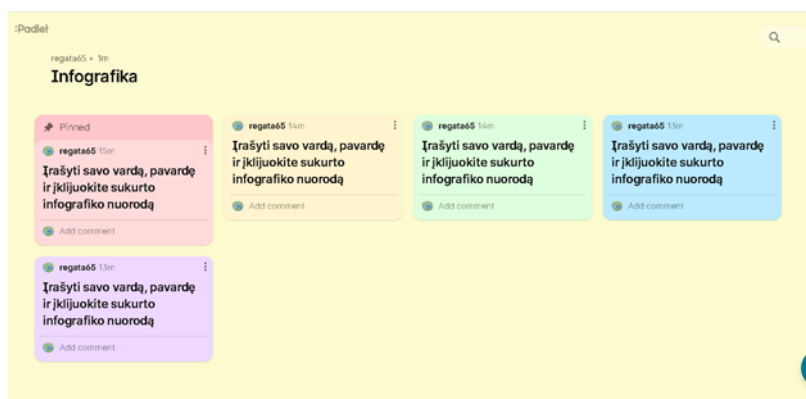 :Padlet
regata65 • 1m
Infografika
Pinned
regata65 15m
Įrašyti savo vardą, pavardę
ir įklijuokite sukurto
infografiko nuorodą
Add comment
regata65 14m
Įrašyti savo vardą, pavardę
ir įklijuokite sukurto
infografiko nuorodą
Add comment
regata65 14m
Įrašyti savo vardą, pavardę
ir įklijuokite sukurto
infografiko nuorodą
Add comment
regata65 13m
Įrašyti savo vardą, pavardę
ir įklijuokite sukurto
infografiko nuorodą
Add comment
regata65 13m
Įrašyti savo vardą, pavardę
ir įklijuokite sukurto
infografiko nuorodą
Add comment